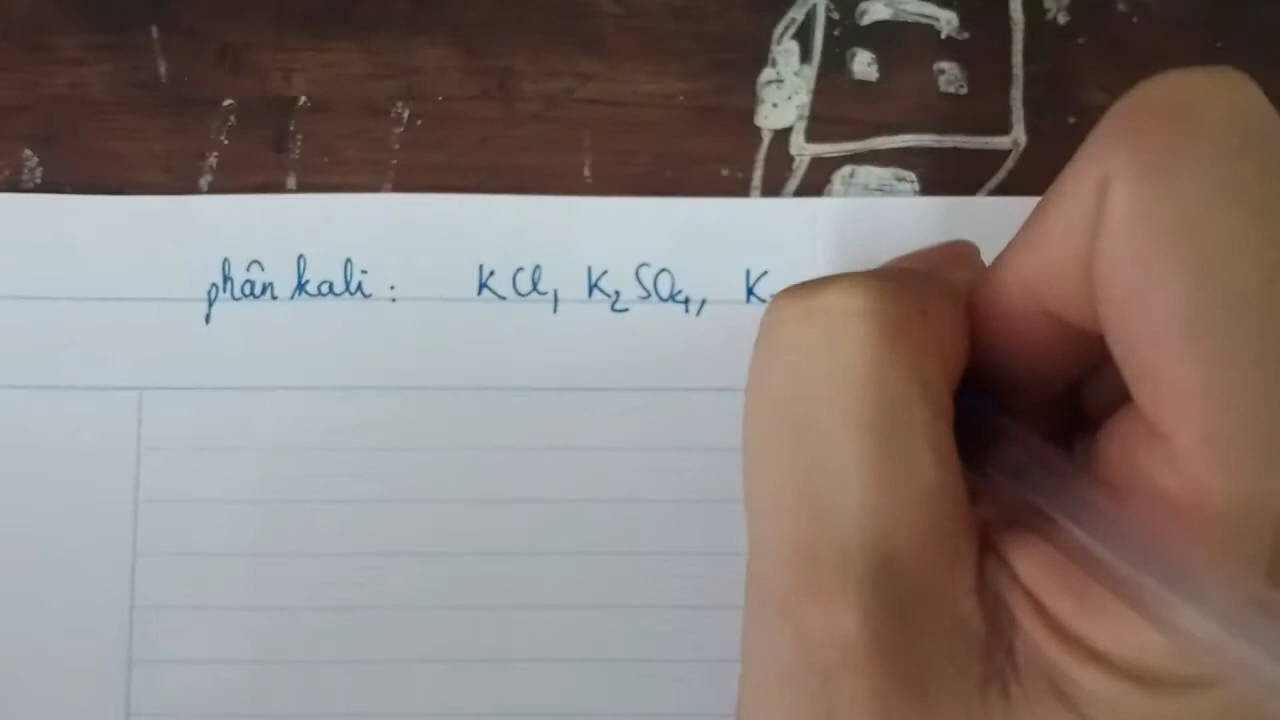 phân kali : KCl, K₂SO₄, K